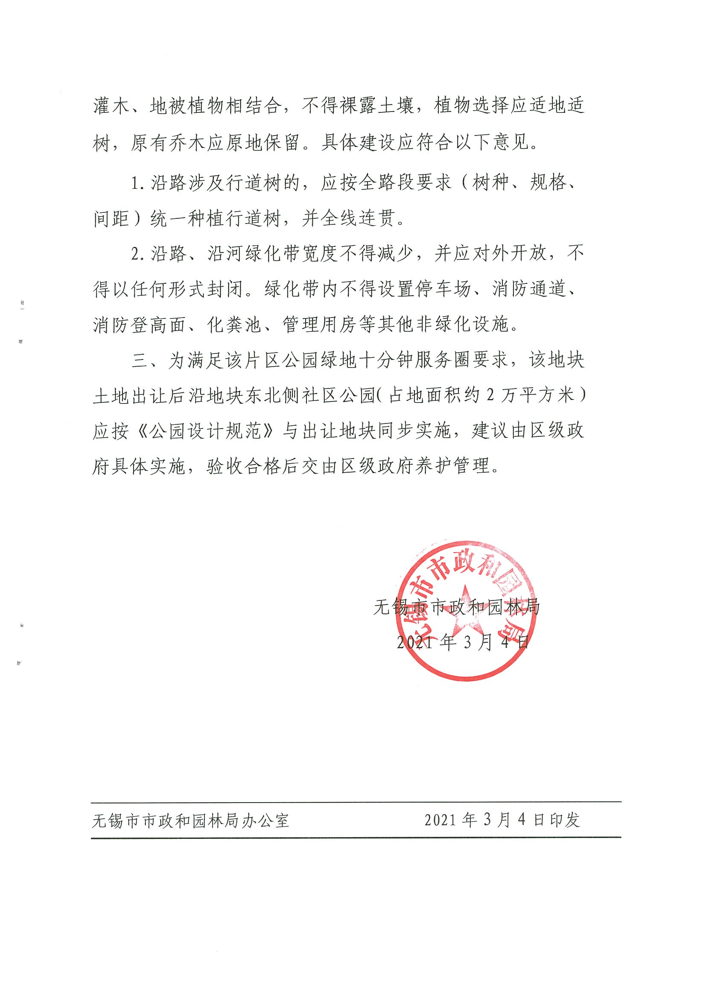 灌木、地被植物相结合，不得裸露土壤，植物选择应适地适
树，原有乔木应原地保留。具体建设应符合以下意见。
1.沿路涉及行道树的，应按全路段要求（树种、规格、
间距）统一种植行道树，并全线连贯。
2.沿路、沿河绿化带宽度不得减少，并应对外开放，不
得以任何形式封闭。绿化带内不得设置停车场、消防通道、
消防登高面、化粪池、管理用房等其他非绿化设施。
三、为满足该片区公园绿地十分钟服务圈要求，该地块
土地出让后沿地块东北侧社区公园(占地面积约2万平方米)
应按《公园设计规范》与出让地块同步实施，建议由区级政
府具体实施，验收合格后交由区级政府养护管理。
无锡市市政和园林局
无锡市市政和园林局
2021年3月4日
无锡市市政和园林局办公室 2021年3月4日印发